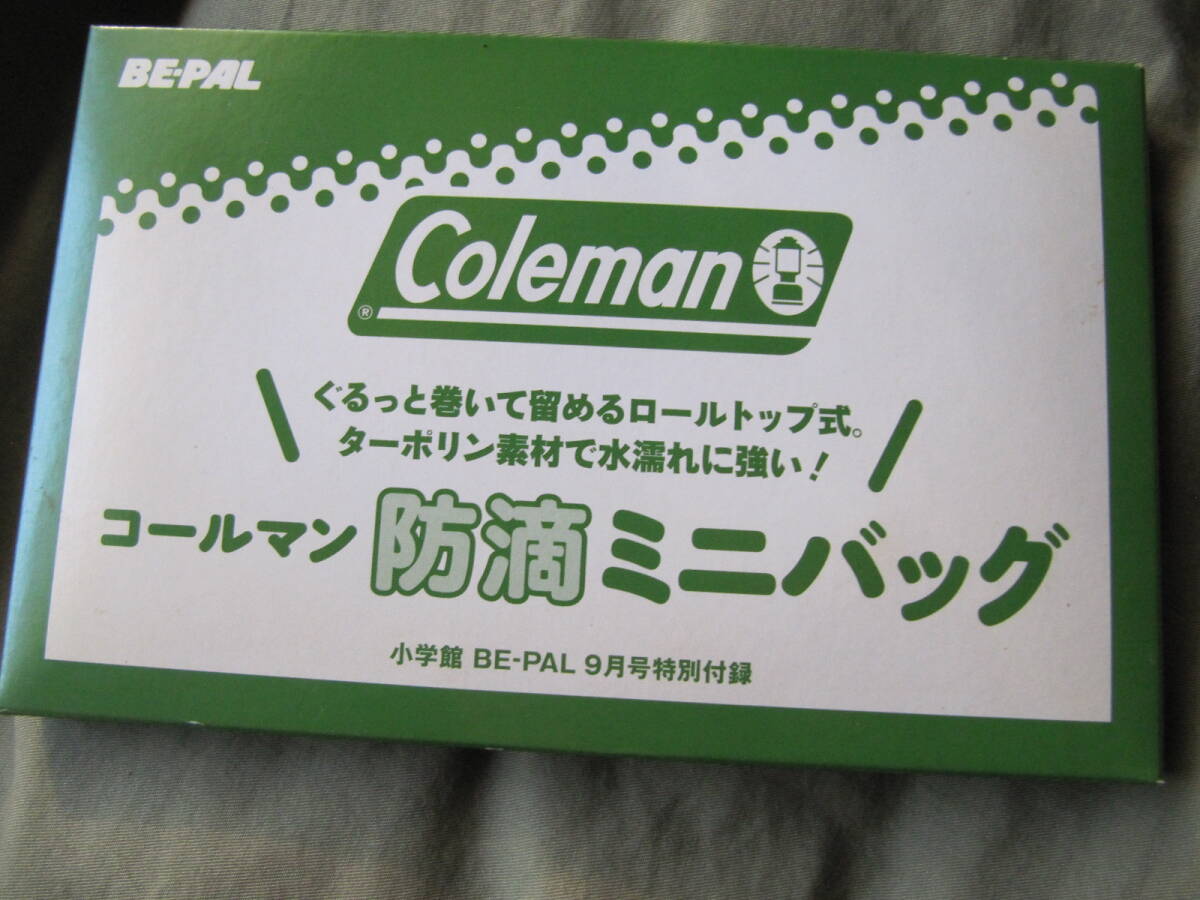 BE-PAL
Coleman
®
ぐるっと巻いて留めるロールトップ式。
ターポリン素材で水濡れに強い!
コールマン 防滴ミニバッグ
小学館 BE-PAL 9月号特別付録